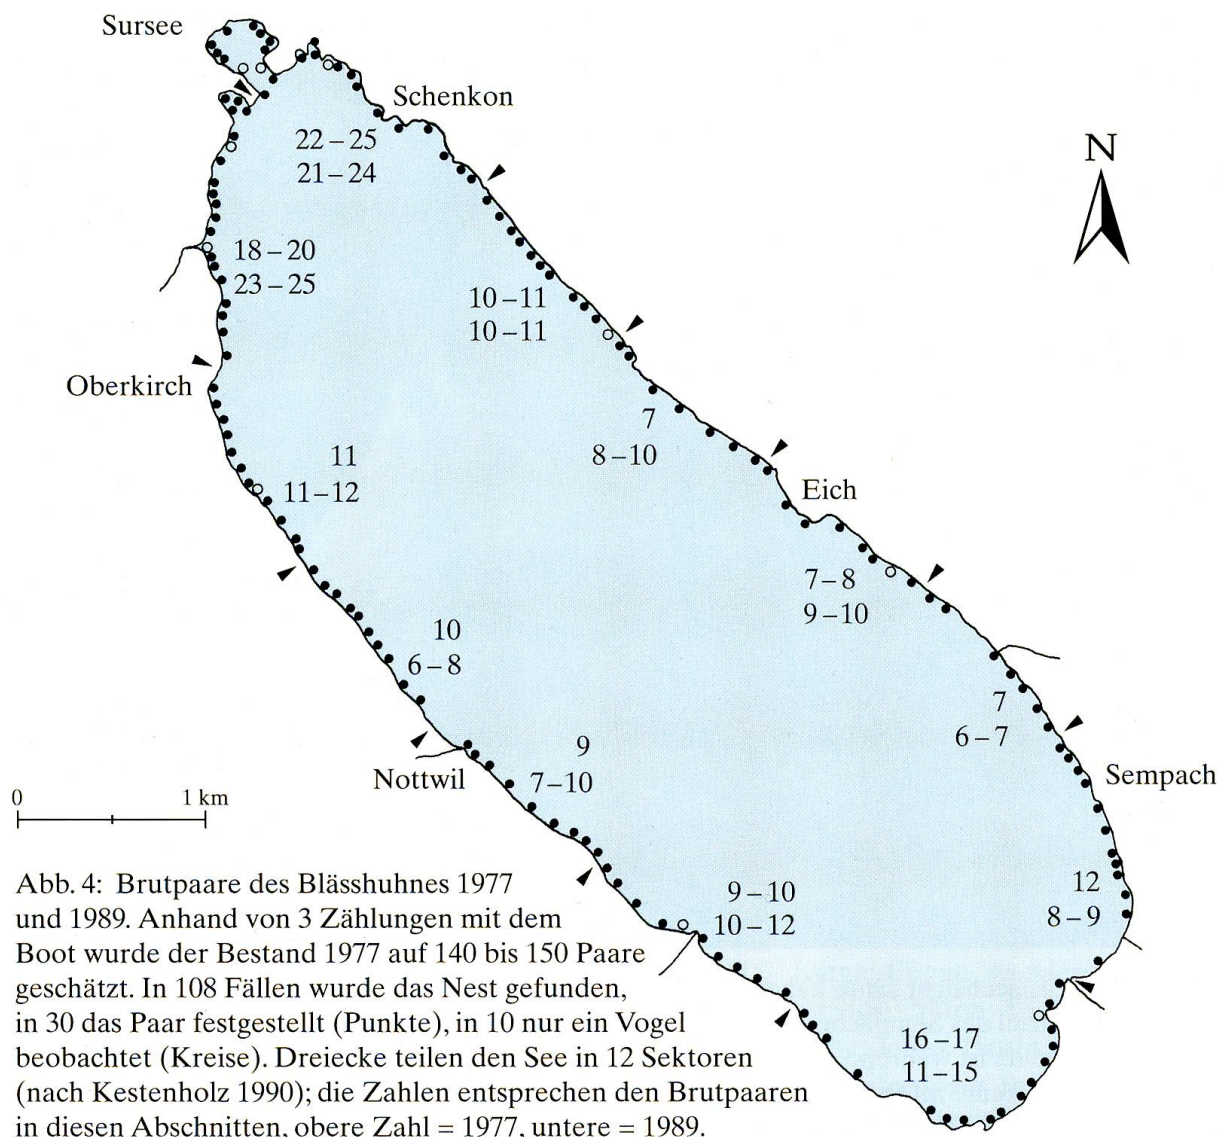 Sursee
Schenkon
N
22 – 25
21 – 24
18 – 20
23 – 25
10 – 11
10 – 11
Oberkirch
7
8 – 10
11
11 – 12
Eich
7 – 8
9 – 10
10
6 – 8
7
6 – 7
9
7 – 10
Nottwil
Sempach
0 1 km
12
8 – 9
9 – 10
10 – 12
16 – 17
11 – 15
Abb. 4: Brutpaare des Blässhuhnes 1977
und 1989. Anhand von 3 Zählungen mit dem
Boot wurde der Bestand 1977 auf 140 bis 150 Paare
geschätzt. In 108 Fällen wurde das Nest gefunden,
in 30 das Paar festgestellt (Punkte), in 10 nur ein Vogel
beobachtet (Kreise). Dreiecke teilen den See in 12 Sektoren
(nach Kestenholz 1990); die Zahlen entsprechen den Brutpaaren
in diesen Abschnitten, obere Zahl = 1977, untere = 1989.